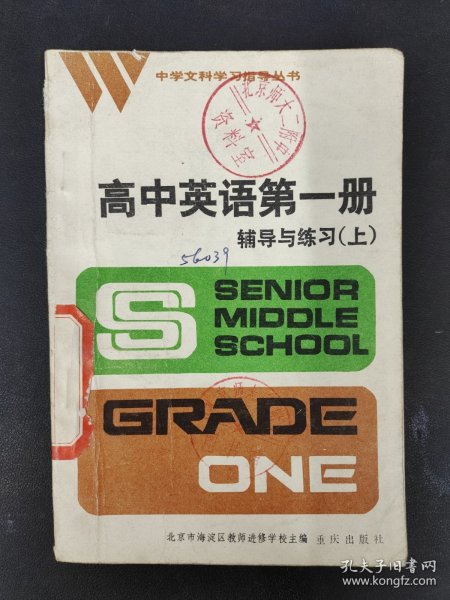 中学文科学习指导丛书
北京师大二附中
资料室
高中英语第一册
辅导与练习(上)
56039
S
SENIOR
MIDDLE
SCHOOL
GRADE
ONE
北京市海淀区教师进修学校主编 重庆出版社
孔夫子旧书网
www.kongfz.com